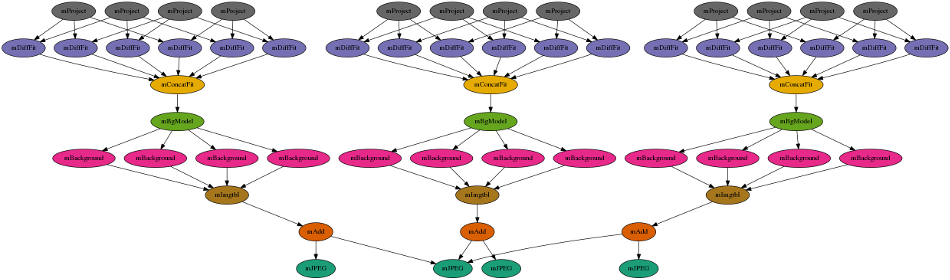 mProject mProject mProject mProject mProject mProject mProject mProject mProject mProject mProject mProject
mDiffFit mDiffFit mDiffFit mDiffFit mDiffFit mDiffFit mDiffFit mDiffFit mDiffFit mDiffFit mDiffFit mDiffFit mDiffFit mDiffFit mDiffFit mDiffFit mDiffFit mDiffFit
mConcatFit mConcatFit mConcatFit
mBgModel mBgModel mBgModel
mBackground mBackground mBackground mBackground mBackground mBackground mBackground mBackground mBackground mBackground mBackground mBackground
mImgtbl mImgtbl mImgtbl
mAdd mAdd mAdd
mJPEG mJPEG mJPEG mJPEG